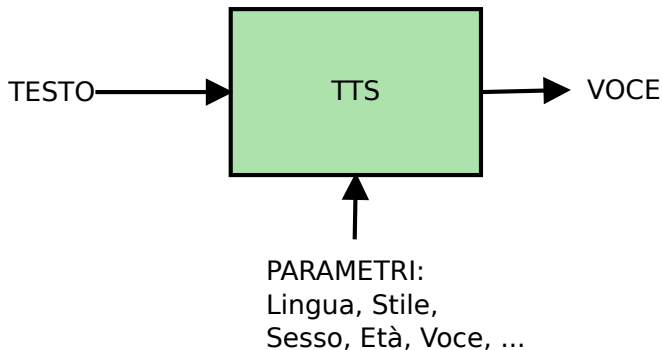 TESTO
TTS
VOCE
PARAMETRI:
Lingua, Stile,
Sesso, Età, Voce, ...